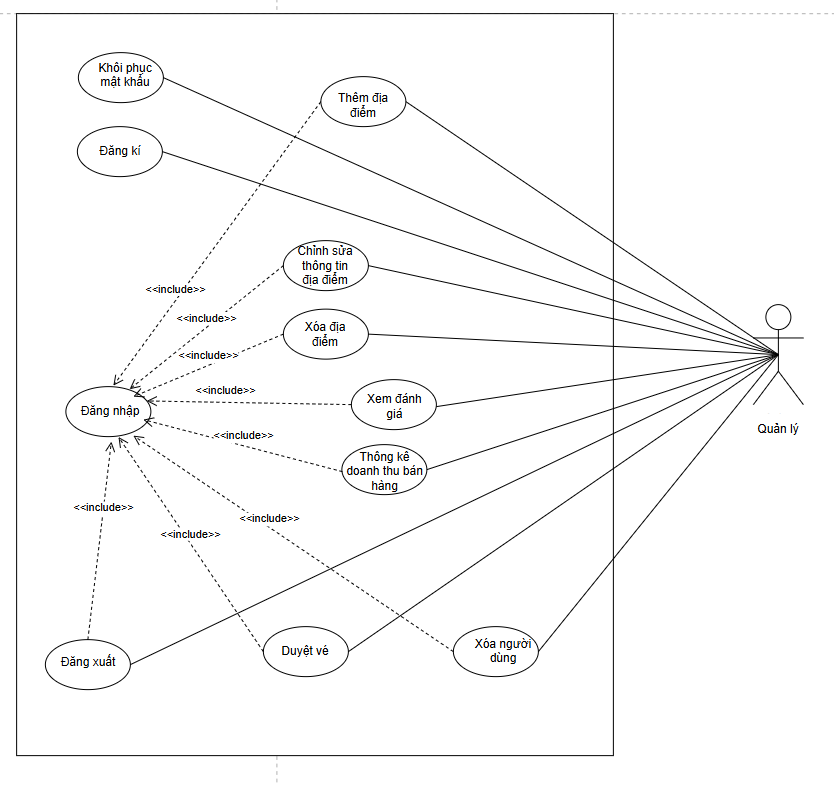 Khôi phục
mật khẩu
Thêm địa
điểm
Đăng kí
Chỉnh sửa
thông tin
địa điểm
<<include>>
<<include>>
Xóa địa
điểm
<<include>>
<<include>>
Xem đánh
giá
Đăng nhập
Quản lý
<<include>>
Thống kê
doanh thu bán
hàng
<<include>>
<<include>>
<<include>>
Đăng xuất
Duyệt vé
Xóa người
dùng